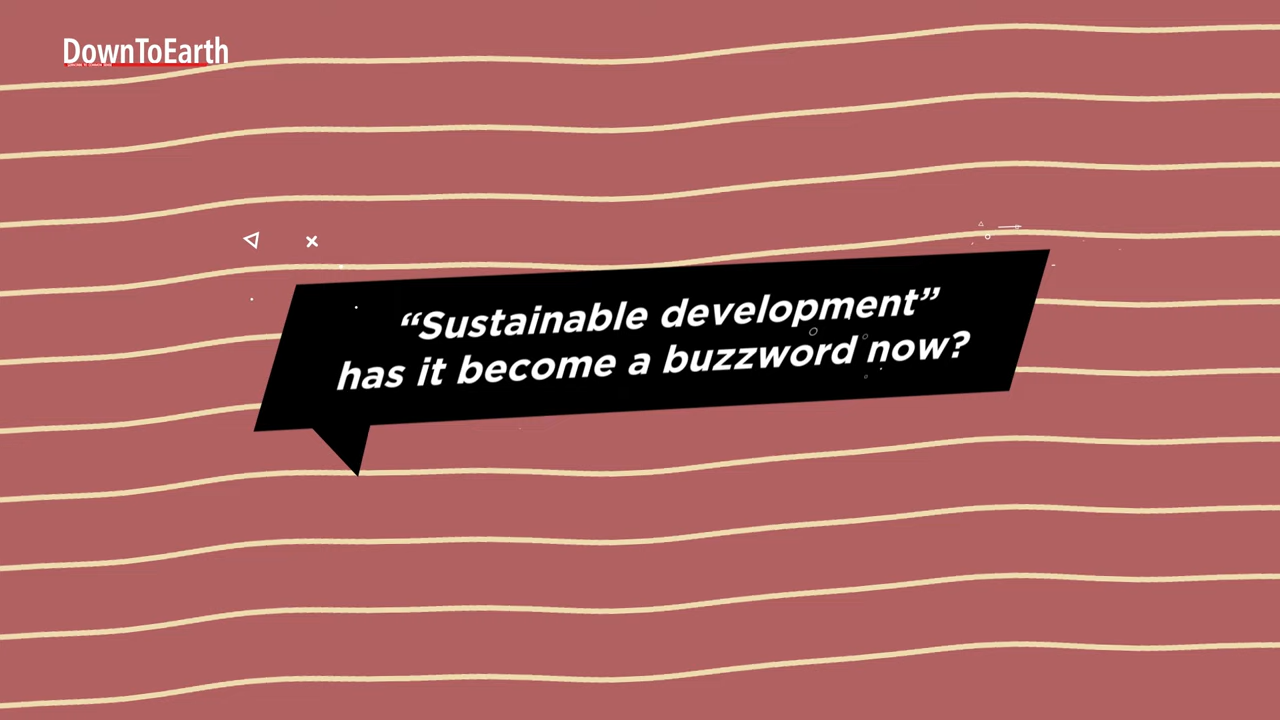 DownToEarth
“Sustainable development”
has it become a buzzword now?